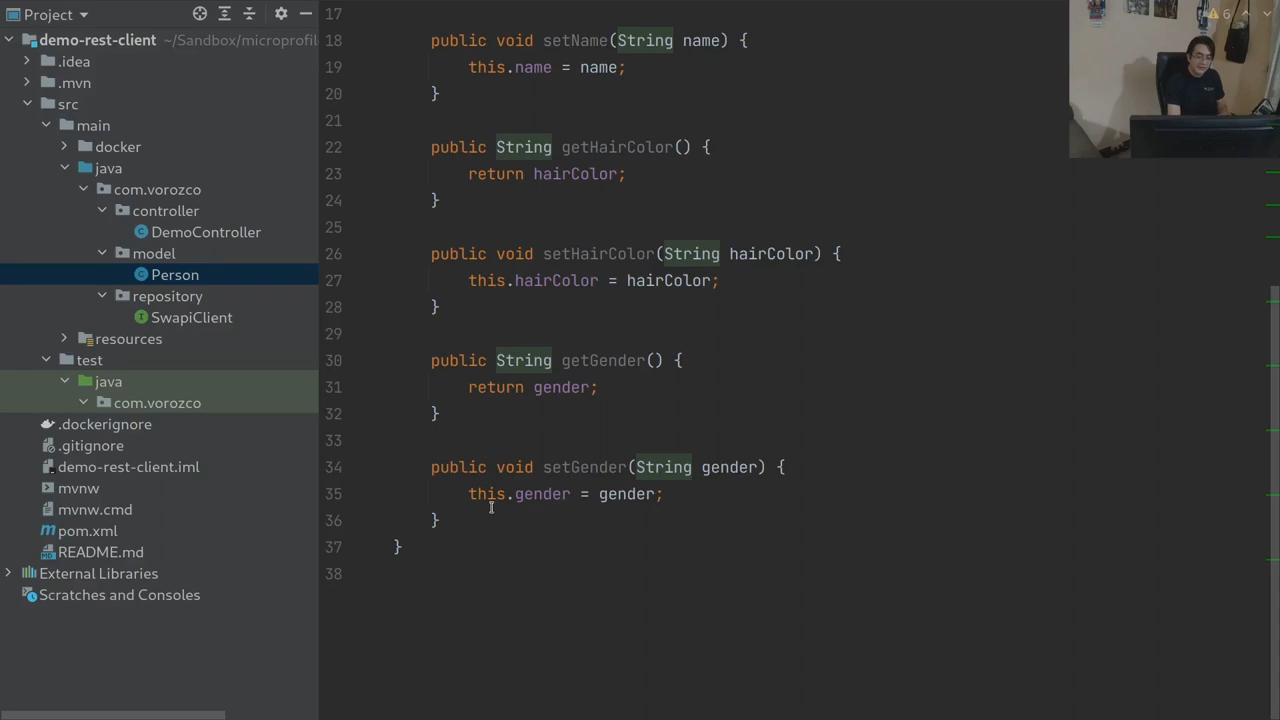 Project
demo-rest-client ~/Sandbox/microprofil
.idea
.mvn
src
main
docker
java
com.vorozco
controller
DemoController
model
Person
repository
SwapiClient
resources
test
java
com.vorozco
.dockerignore
.gitignore
demo-rest-client.iml
mvnw
mvnw.cmd
pom.xml
README.md
External Libraries
Scratches and Consoles
6
17
18 public void setName(String name) {
19 this.name = name;
20 }
21
22 public String getHairColor() {
23 return hairColor;
24 }
25
26 public void setHairColor(String hairColor) {
27 this.hairColor = hairColor;
28 }
29
30 public String getGender() {
31 return gender;
32 }
33
34 public void setGender(String gender) {
35 this.gender = gender;
36 }
37 }
38